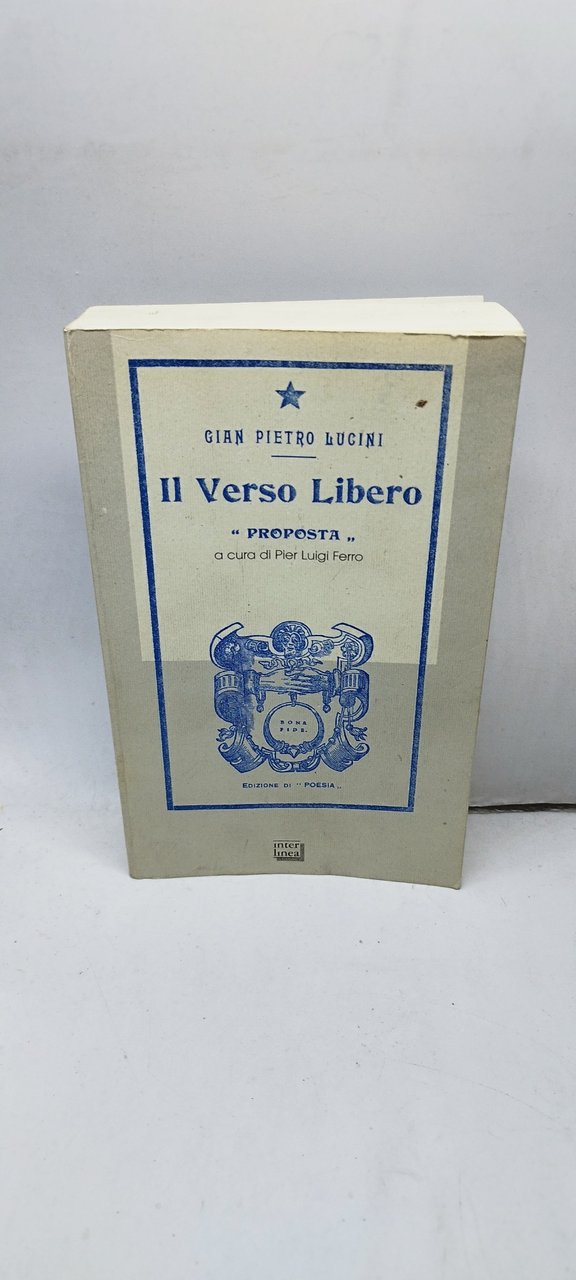 GIAN PIETRO LUCINI
Il Verso Libero
“ PROPOSTA „
a cura di Pier Luigi Ferro
BONA
FIDE.
EDIZIONE DI “ POESIA „
inter
linea